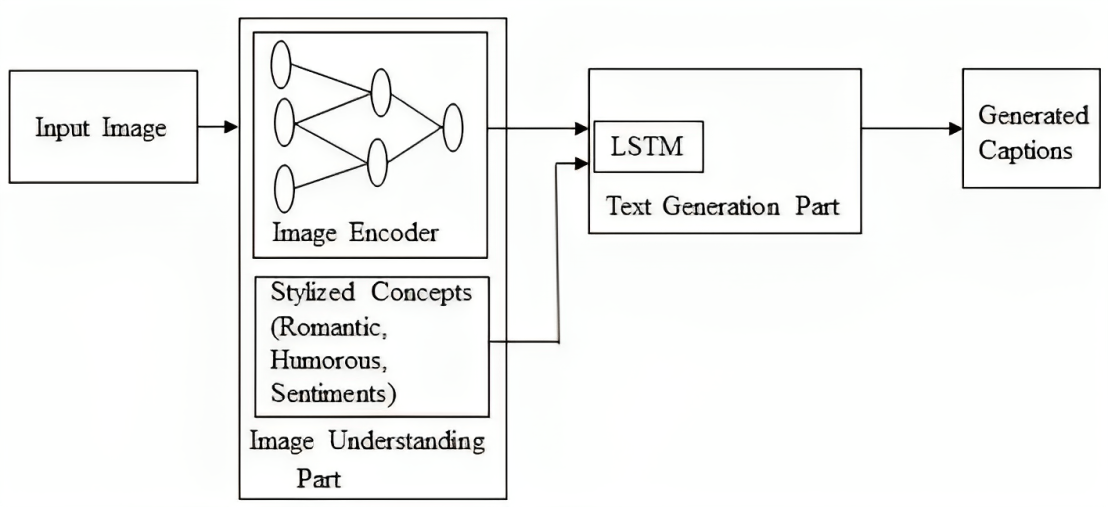 Input Image
Image Encoder
Stylized Concepts
(Romantic,
Humorous,
Sentiments)
Image Understanding
Part
LSTM
Text Generation Part
Generated
Captions